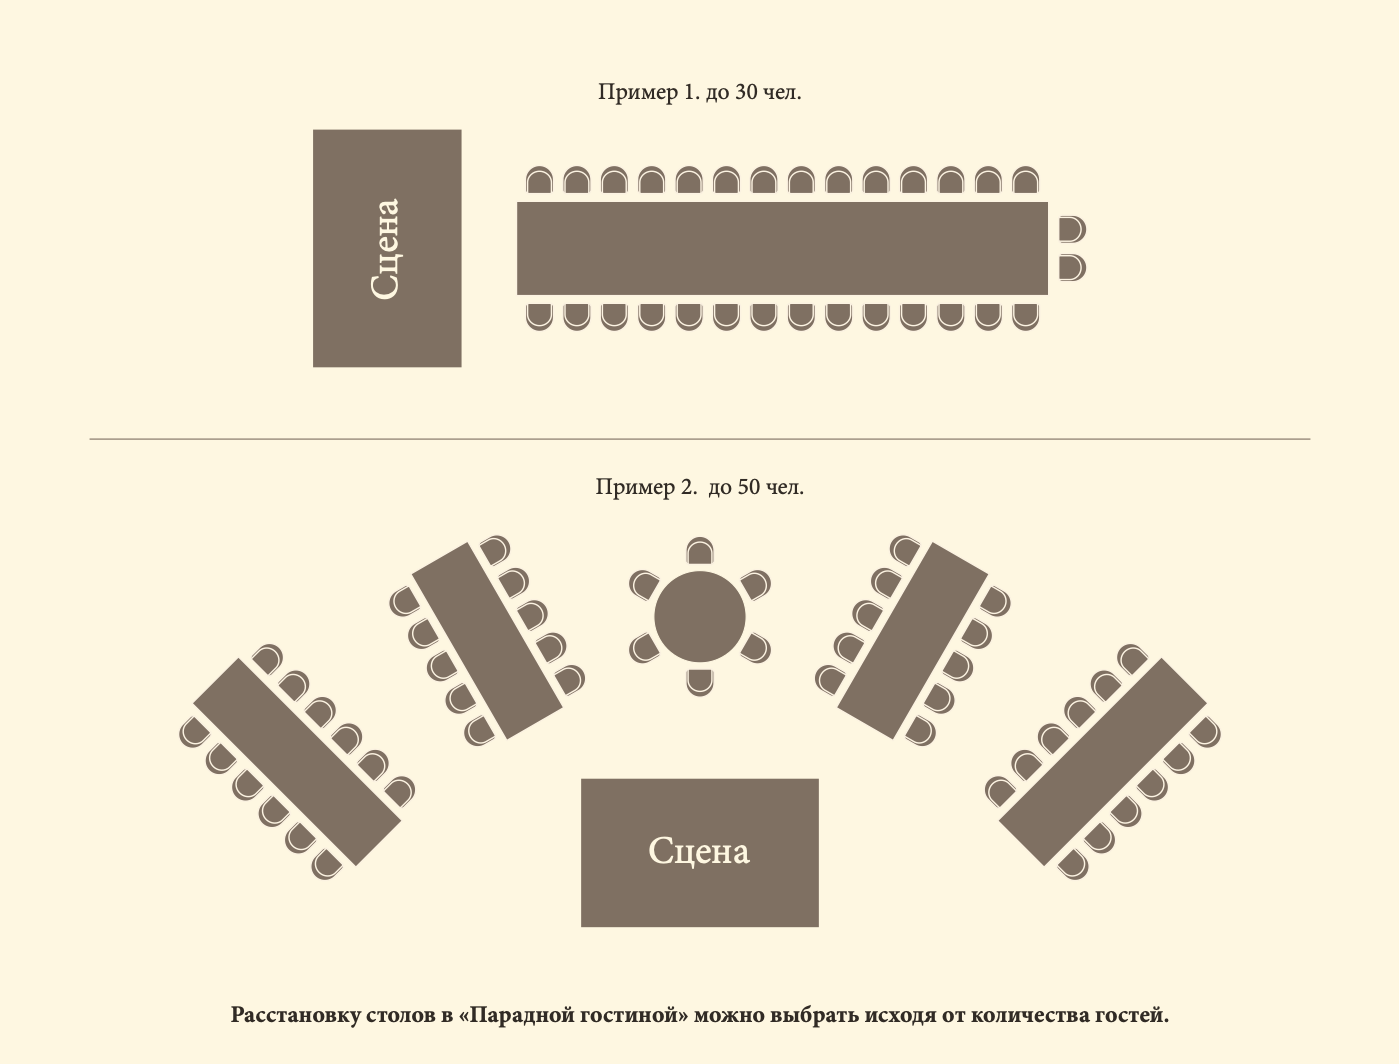 Пример 1. до 30 чел.
Сцена
Пример 2. до 50 чел.
Сцена
Расстановку столов в «Парадной гостиной» можно выбрать исходя от количества гостей.